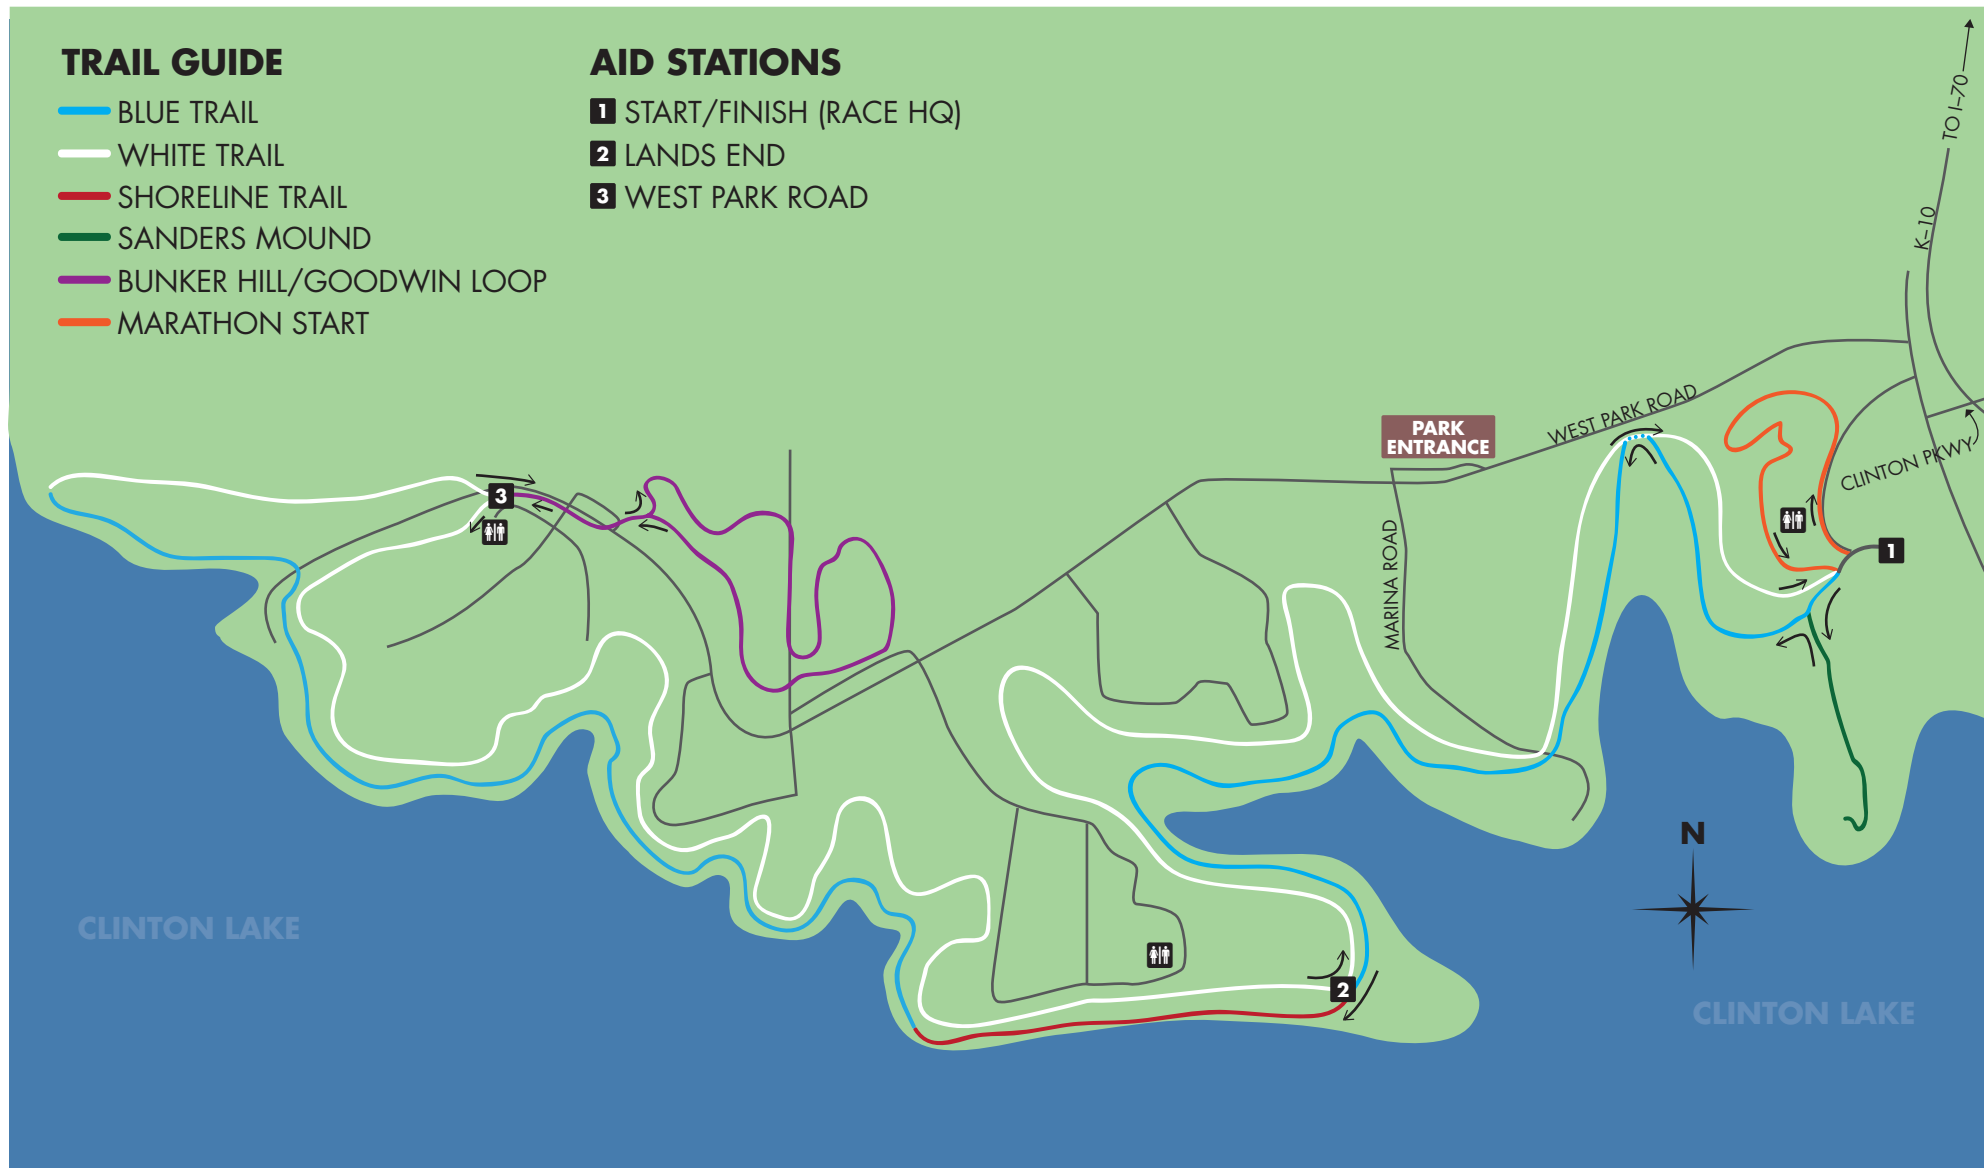 TRAIL GUIDE
BLUE TRAIL
WHITE TRAIL
SHORELINE TRAIL
SANDERS MOUND
BUNKER HILL/GOODWIN LOOP
MARATHON START
AID STATIONS
1 START/FINISH (RACE HQ)
2 LANDS END
3 WEST PARK ROAD
TO I-70
K-10
PARK
ENTRANCE
WEST PARK ROAD
CLINTON PKWY
MARINA ROAD
3
1
2
N
CLINTON LAKE
CLINTON LAKE